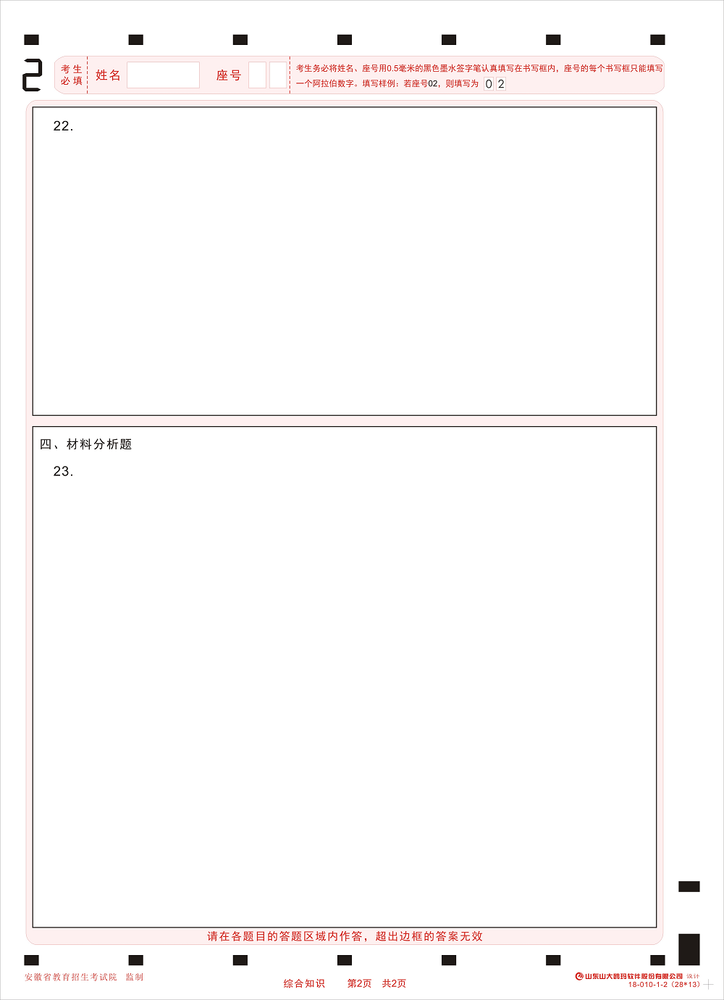 2
考生必填
姓名
座号
考生务必将姓名、座号用0.5毫米的黑色墨水签字笔认真填写在书写框内，座号的每个书写框只能填写
一个阿拉伯数字。填写样例：若座号02，则填写为 0 2
22.
四、材料分析题
23.
请在各题目的答题区域内作答，超出边框的答案无效
安徽省教育招生考试院 监制
综合知识 第2页 共2页
山东山大鸥玛软件股份有限公司 设计
18-010-1-2（28*13）